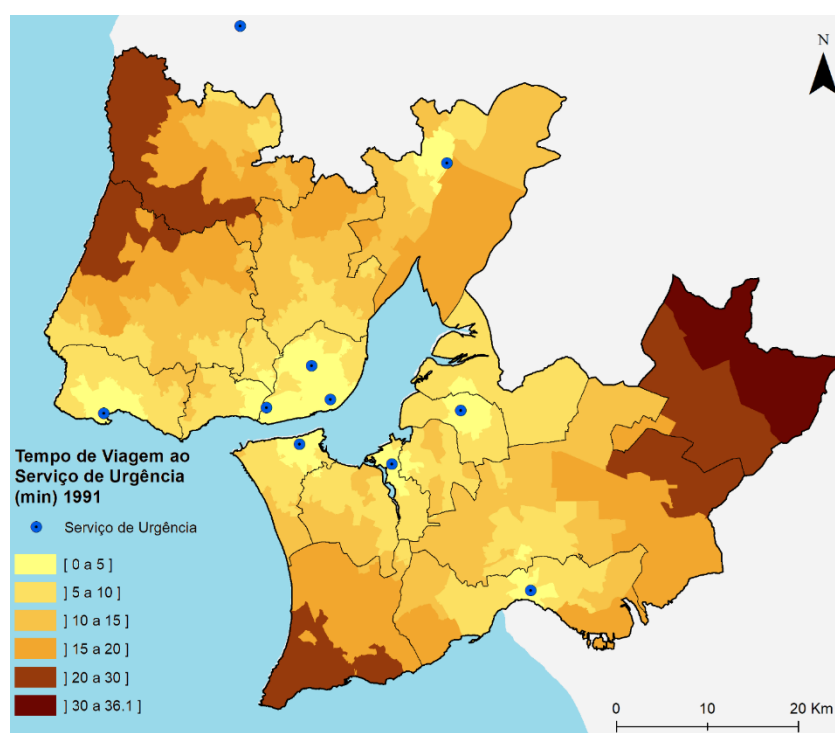 N
Tempo de Viagem ao
Serviço de Urgência
(min) 1991
Serviço de Urgência
[ 0 a 5 ]
] 5 a 10 ]
] 10 a 15 ]
] 15 a 20 ]
] 20 a 30 ]
] 30 a 36.1 ]
0 10 20 Km